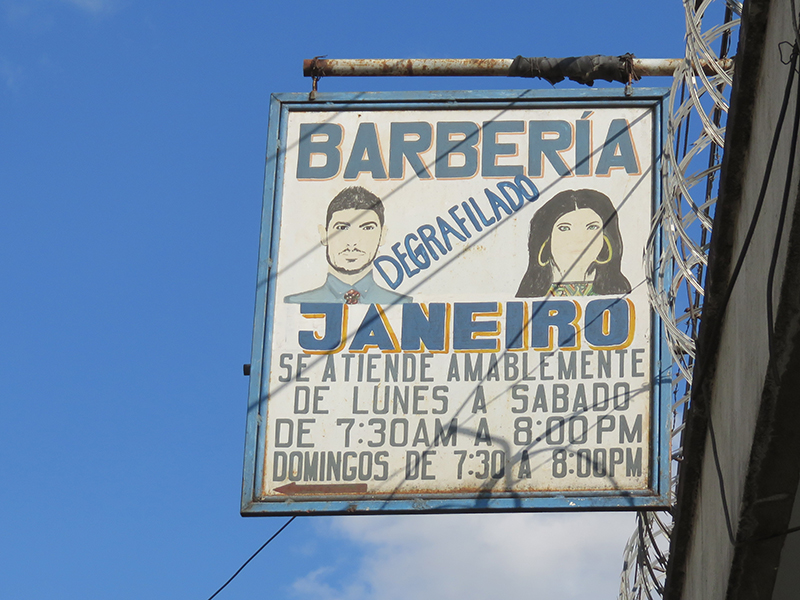 BARBERÍA
DEGRAFILADO
JANEIRO
SE ATIENDE AMABLEMENTE
DE LUNES A SABADO
DE 7:30AM A 8:00PM
DOMINGOS DE 7:30 A 8:00PM